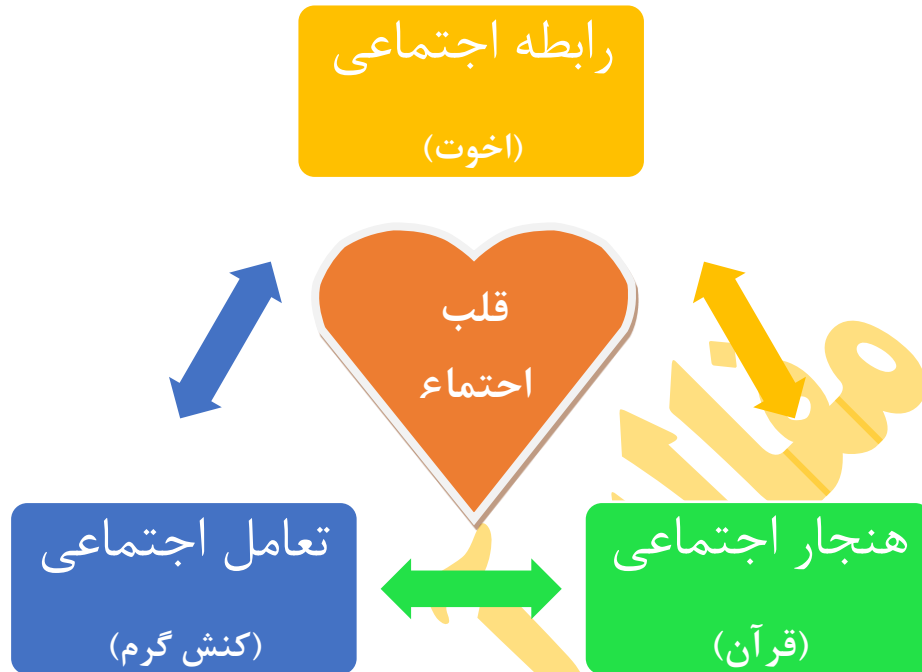 رابطه اجتماعی
(اخوت)
قلب
احتماع
هنجار اجتماعی
(قرآن)
تعامل اجتماعی
(کنش گرم)